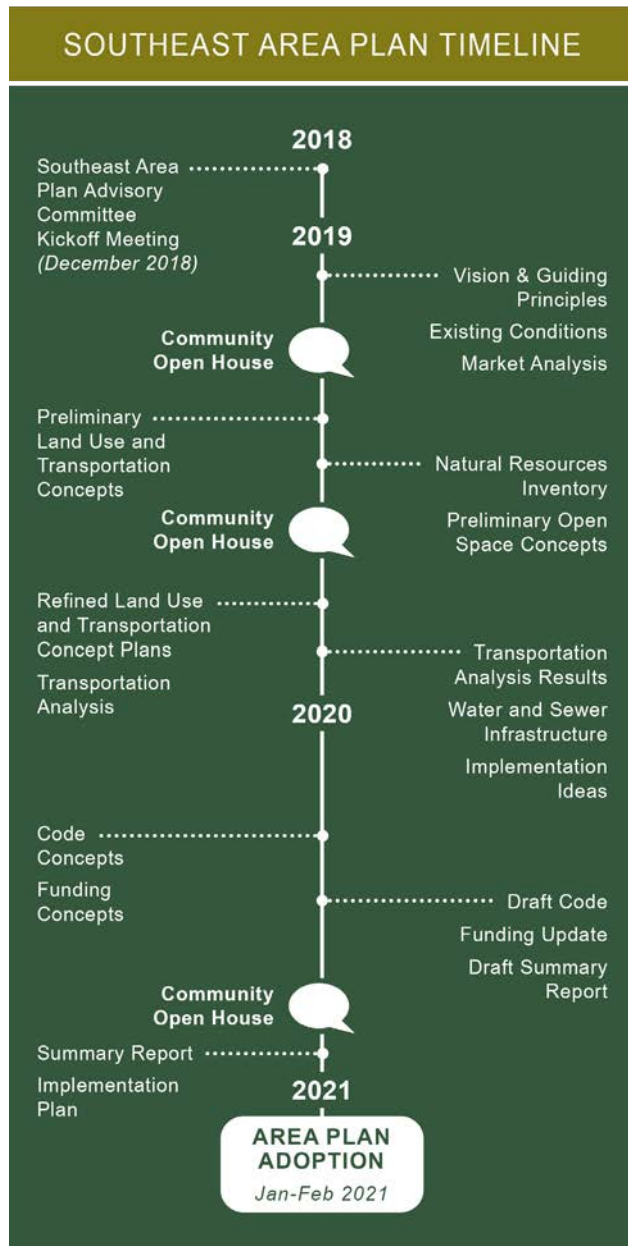 SOUTHEAST AREA PLAN TIMELINE
2018
Southeast Area
Plan Advisory
Committee
Kickoff Meeting
(December 2018)
2019
Vision & Guiding
Principles
Existing Conditions
Market Analysis
Community
Open House
Preliminary
Land Use and
Transportation
Concepts
Natural Resources
Inventory
Preliminary Open
Space Concepts
Community
Open House
Refined Land Use
and Transportation
Concept Plans
Transportation
Analysis
Transportation
Analysis Results
Water and Sewer
Infrastructure
Implementation
Ideas
2020
Code
Concepts
Funding
Concepts
Draft Code
Funding Update
Draft Summary
Report
Community
Open House
Summary Report
Implementation
Plan
2021
AREA PLAN
ADOPTION
Jan-Feb 2021